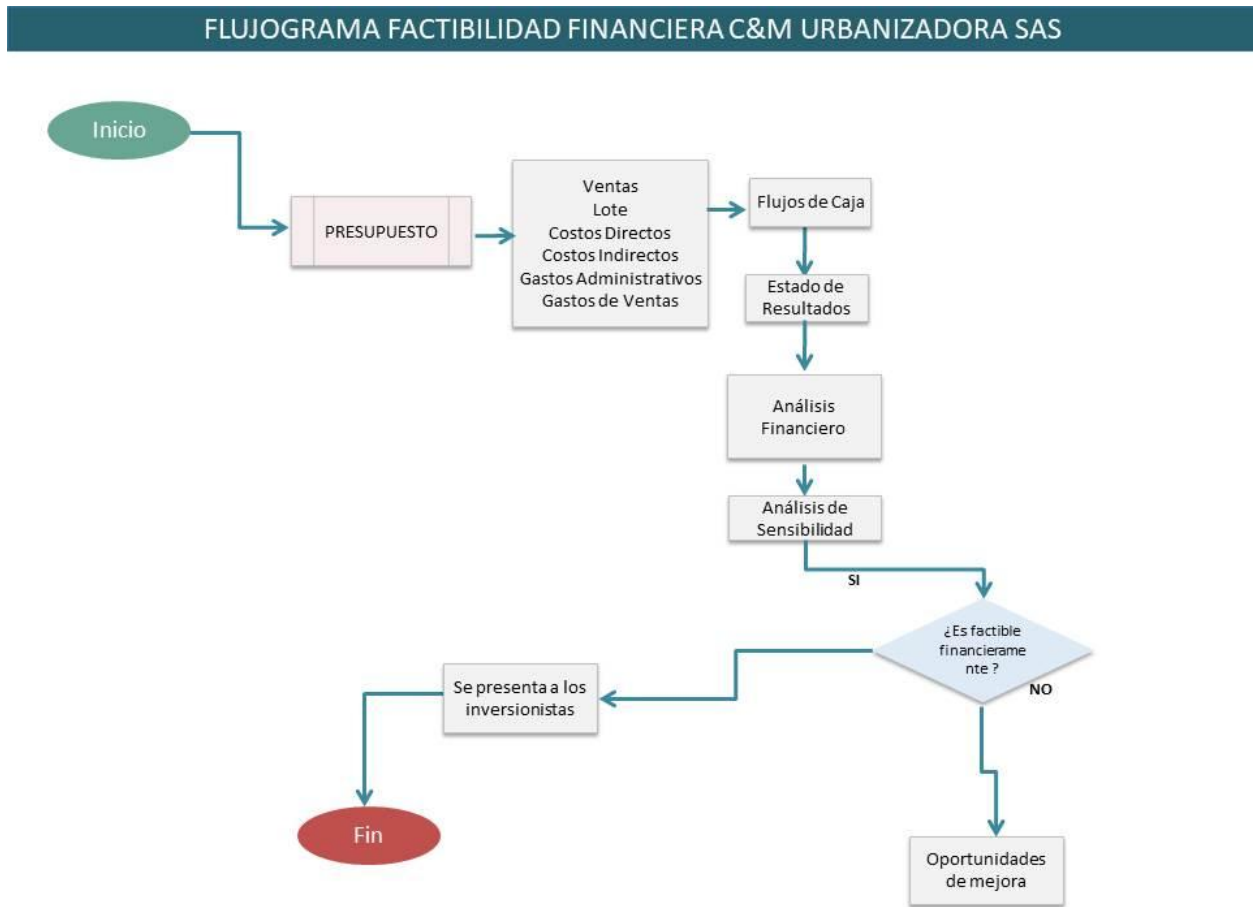 FLUJOGRAMA FACTIBILIDAD FINANCIERA C&M URBANIZADORA SAS
Inicio
PRESUPUESTO
Ventas
Lote
Costos Directos
Costos Indirectos
Gastos Administrativos
Gastos de Ventas
Flujos de Caja
Estado de
Resultados
Análisis
Financiero
Análisis de
Sensibilidad
SI
¿Es factible
financierame
nte ?
NO
Se presenta a los
inversionistas
Fin
Oportunidades
de mejora